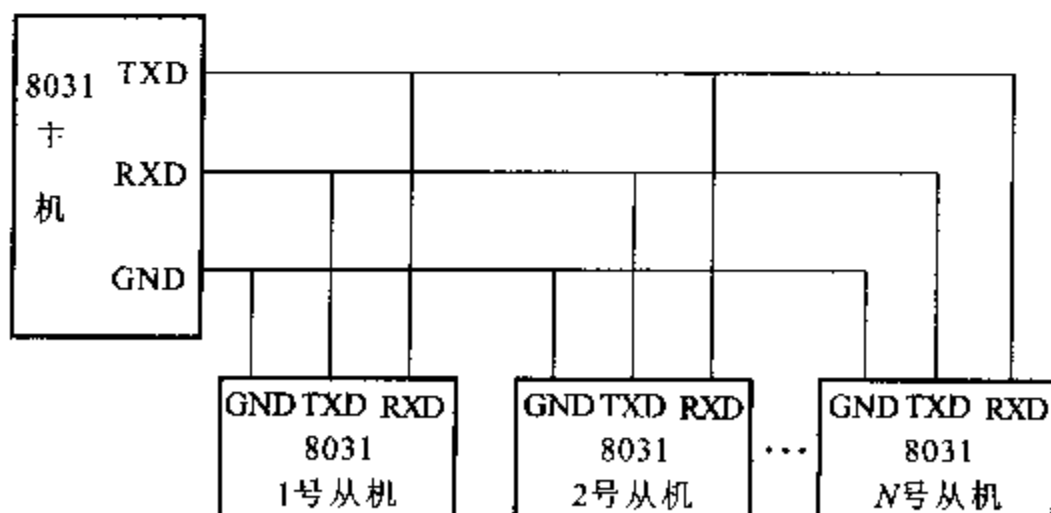 8031
主
机
TXD
RXD
GND
GND TXD RXD
8031
1号从机
GND TXD RXD
8031
2号从机
···
GND TXD RXD
8031
N号从机